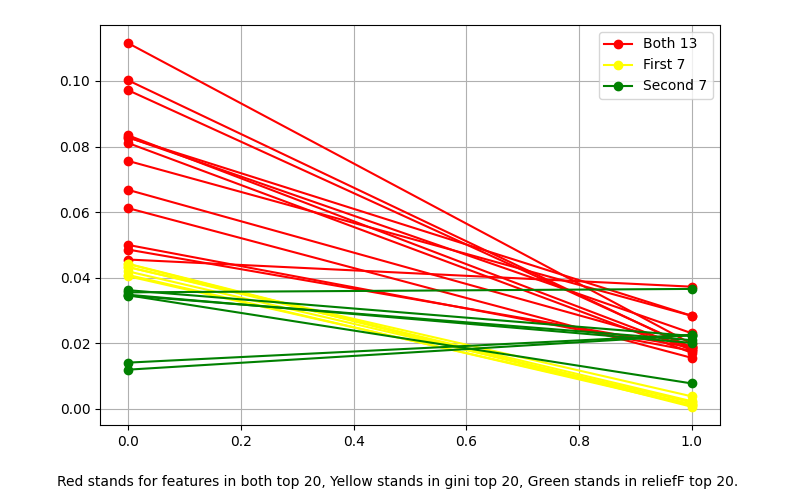 Both 13
First 7
Second 7
0.10
0.08
0.06
0.04
0.02
0.00
0.0 0.2 0.4 0.6 0.8 1.0
Red stands for features in both top 20, Yellow stands in gini top 20, Green stands in reliefF top 20.